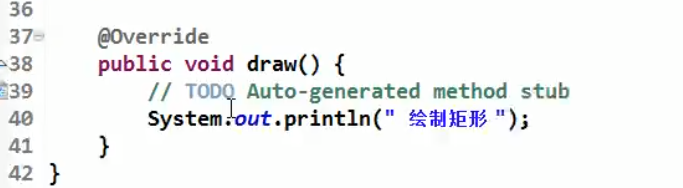 36
37 @Override
38 public void draw() {
39 // TODO Auto-generated method stub
40 System.out.println(" 绘制矩形 ");
41 }
42 }